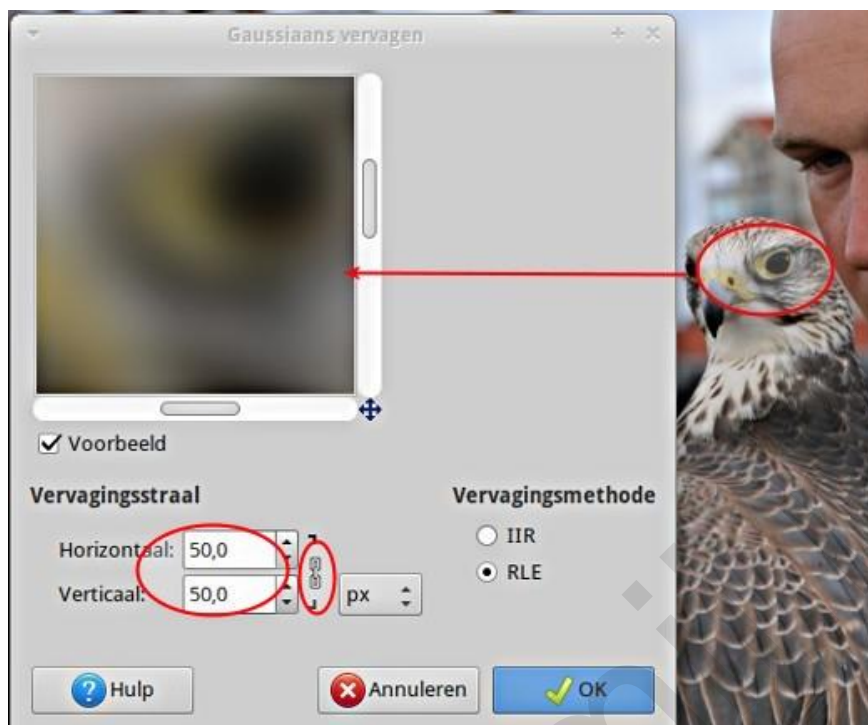 Gaussiaans vervagen
Voorbeeld
Vervagingsstraal
Vervagingsmethode
Horizontaal: 50,0
IIR
Verticaal: 50,0
px
RLE
Hulp
Annuleren
OK